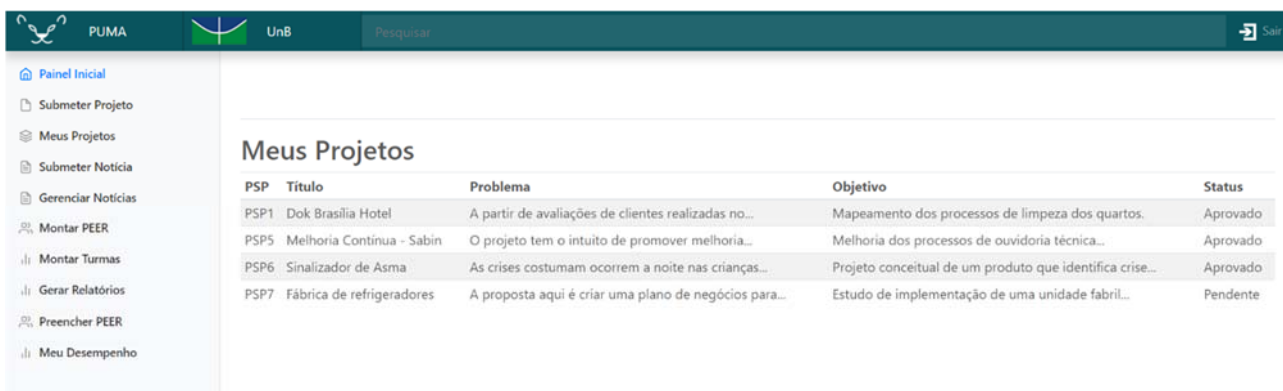 PUMA UnB Pesquisar Sair
Painel Inicial
Submeter Projeto
Meus Projetos
Submeter Notícia
Gerenciar Notícias
Montar PEER
Montar Turmas
Gerar Relatórios
Preencher PEER
Meu Desempenho
Meus Projetos
PSP Título Problema Objetivo Status
PSP1 Dok Brasília Hotel A partir de avaliações de clientes realizadas no... Mapeamento dos processos de limpeza dos quartos. Aprovado
PSP5 Melhoria Contínua - Sabin O projeto tem o intuito de promover melhoria... Melhoria dos processos de ouvidoria técnica... Aprovado
PSP6 Sinalizador de Asma As crises costumam ocorrem a noite nas crianças... Projeto conceitual de um produto que identifica crise... Aprovado
PSP7 Fábrica de refrigeradores A proposta aqui é criar uma plano de negócios para... Estudo de implementação de uma unidade fabril... Pendente